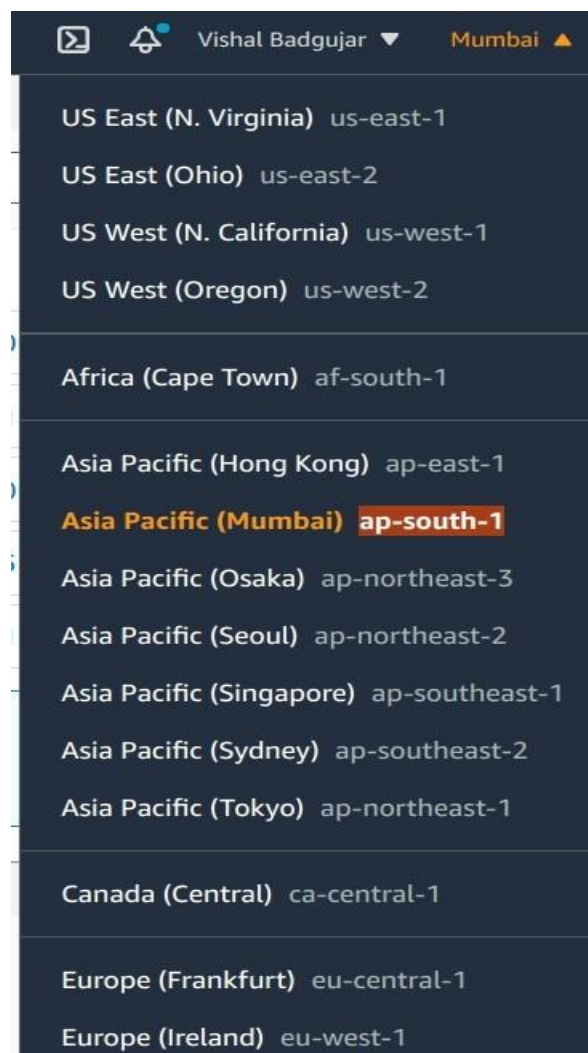 Vishal Badgujar ▼ Mumbai ▲
US East (N. Virginia) us-east-1
US East (Ohio) us-east-2
US West (N. California) us-west-1
US West (Oregon) us-west-2
Africa (Cape Town) af-south-1
Asia Pacific (Hong Kong) ap-east-1
Asia Pacific (Mumbai) ap-south-1
Asia Pacific (Osaka) ap-northeast-3
Asia Pacific (Seoul) ap-northeast-2
Asia Pacific (Singapore) ap-southeast-1
Asia Pacific (Sydney) ap-southeast-2
Asia Pacific (Tokyo) ap-northeast-1
Canada (Central) ca-central-1
Europe (Frankfurt) eu-central-1
Europe (Ireland) eu-west-1